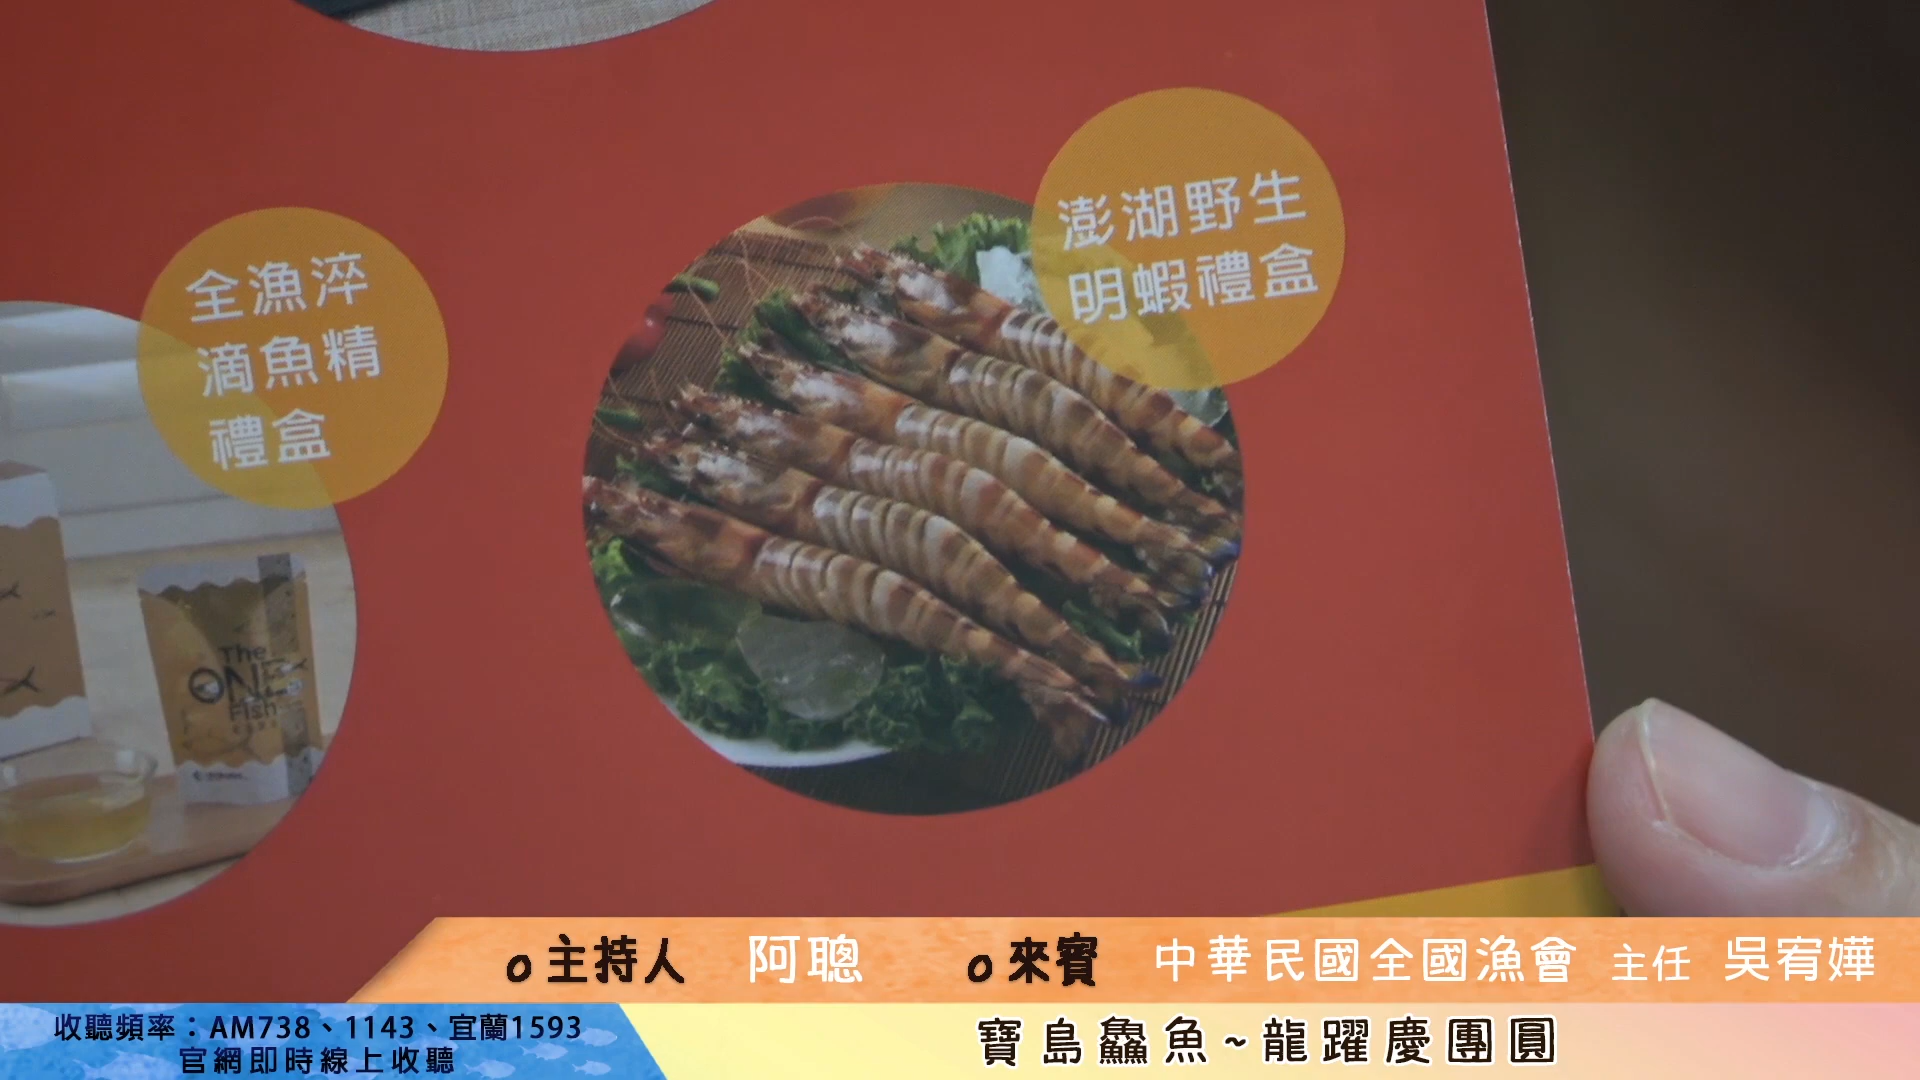 澎湖野生
明蝦禮盒
全漁淬
滴魚精
禮盒
The
ONE
Fish
主持人 阿聰 來賓 中華民國全國漁會 主任 吳宥嬅
收聽頻率：AM738、1143、宜蘭1593
官網即時線上收聽
寶島鱻魚~龍躍慶團圓